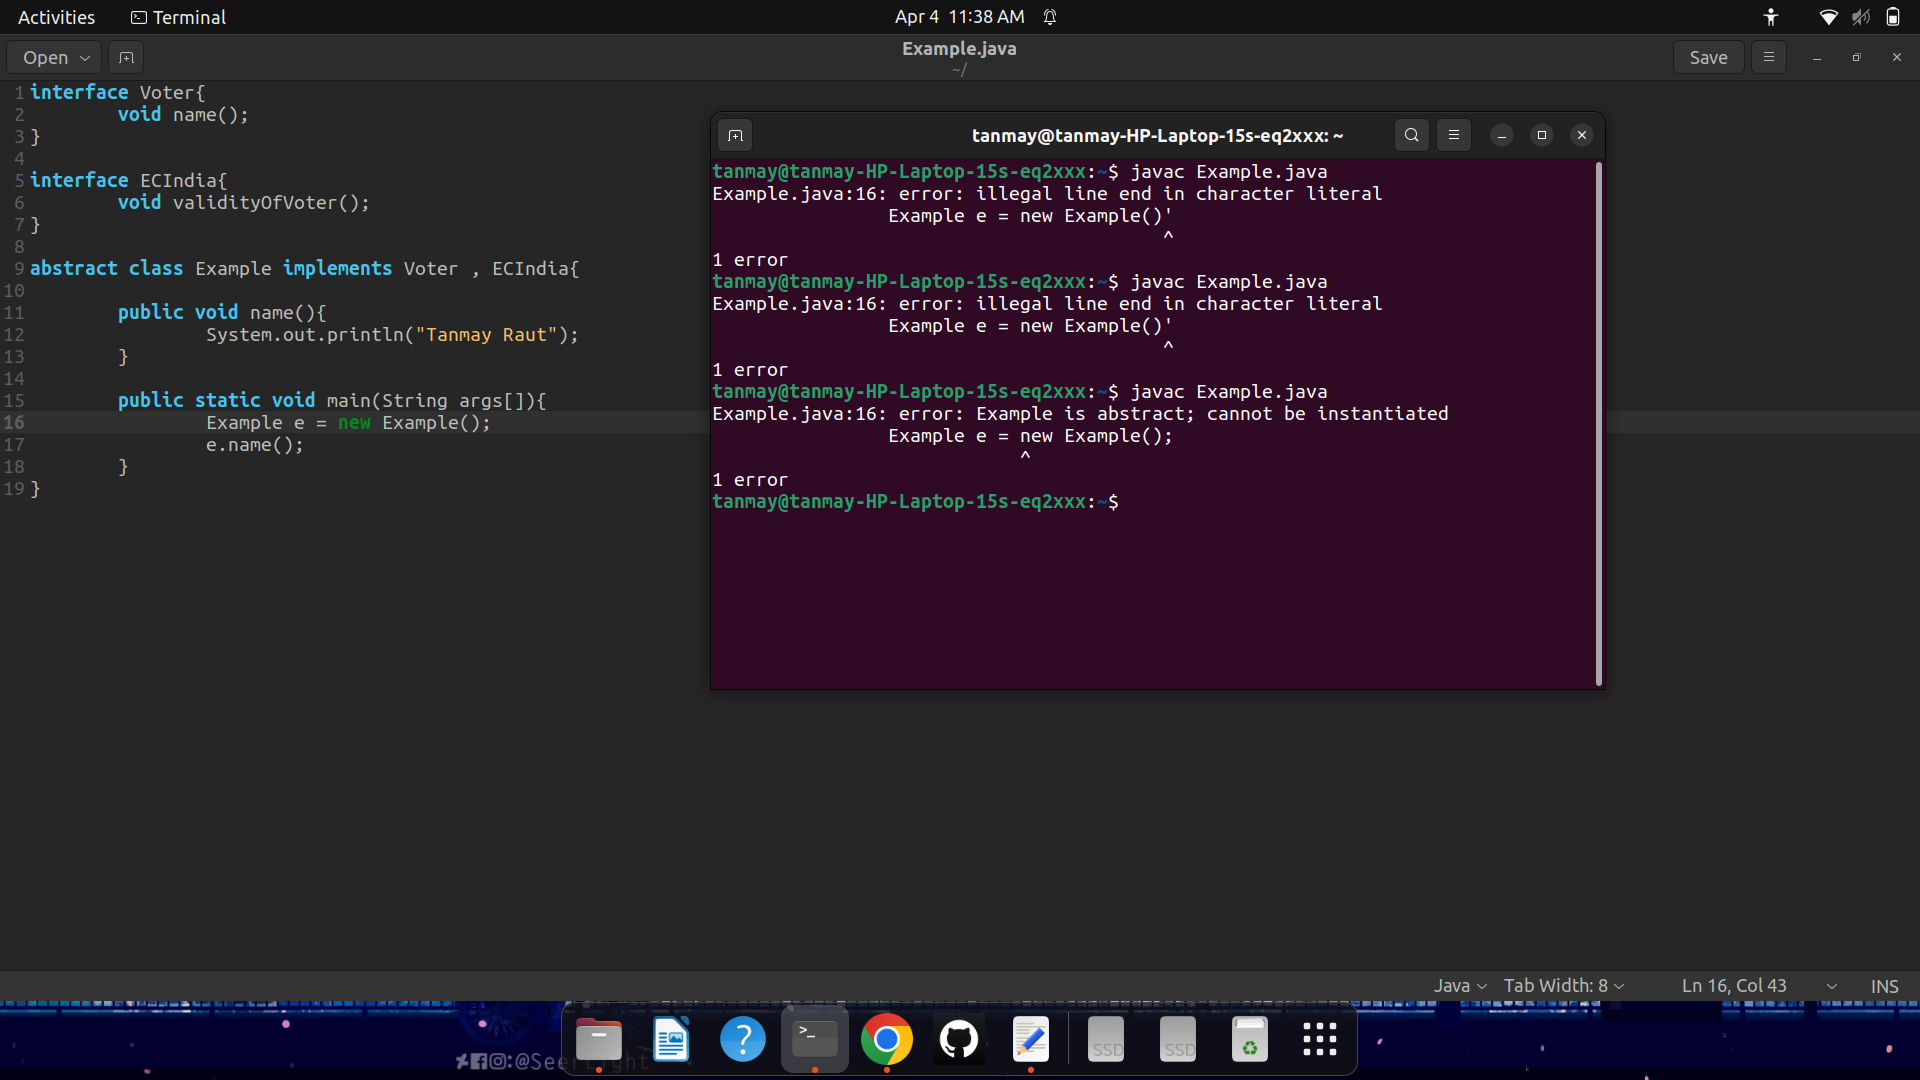 Activities Terminal Apr 4 11:38 AM
Open Example.java Save
~/
1 interface Voter{
2 void name();
3 }
4
5 interface ECIndia{
6 void validityOfVoter();
7 }
8
9 abstract class Example implements Voter , ECIndia{
10
11 public void name(){
12 System.out.println("Tanmay Raut");
13 }
14
15 public static void main(String args[]){
16 Example e = new Example();
17 e.name();
18 }
19 }
tanmay@tanmay-HP-Laptop-15s-eq2xxx: ~
tanmay@tanmay-HP-Laptop-15s-eq2xxx:~$ javac Example.java
Example.java:16: error: illegal line end in character literal
Example e = new Example()'
^
1 error
tanmay@tanmay-HP-Laptop-15s-eq2xxx:~$ javac Example.java
Example.java:16: error: illegal line end in character literal
Example e = new Example()'
^
1 error
tanmay@tanmay-HP-Laptop-15s-eq2xxx:~$ javac Example.java
Example.java:16: error: Example is abstract; cannot be instantiated
Example e = new Example();
^
1 error
tanmay@tanmay-HP-Laptop-15s-eq2xxx:~$
Java Tab Width: 8 Ln 16, Col 43 INS
SSD SSD